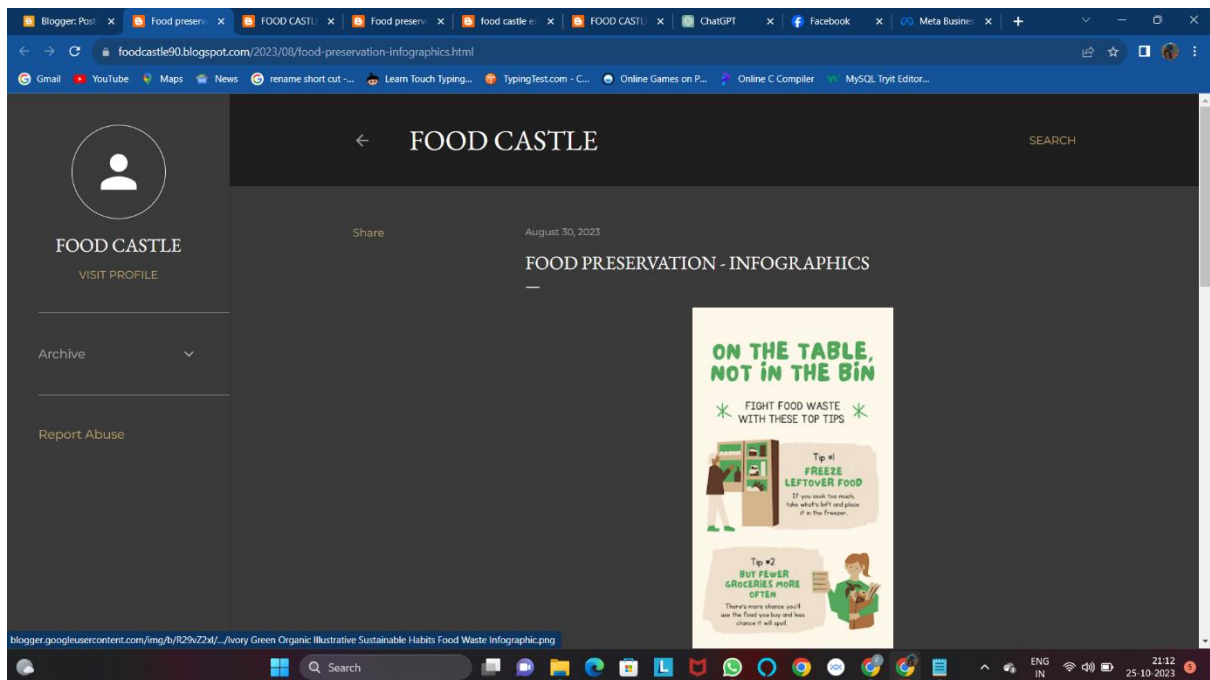 Blogger: Post
Food preserv
FOOD CASTL
Food preserv
food castle er
FOOD CASTL
ChatGPT
Facebook
Meta Busines
foodcastle90.blogspot.com/2023/08/food-preservation-infographics.html
Gmail
YouTube
Maps
News
rename short cut -...
Learn Touch Typing...
TypingTest.com - C...
Online Games on P...
Online C Compiler
MySQL Tryit Editor...
FOOD CASTLE
SEARCH
FOOD CASTLE
VISIT PROFILE
Archive
Report Abuse
Share
August 30, 2023
FOOD PRESERVATION - INFOGRAPHICS
ON THE TABLE,
NOT iN THE BiN
FIGHT FOOD WASTE
WITH THESE TOP TIPS
Tip #1
FREEZE
LEFTOVER FOOD
If you cook too much,
take what's left and place
it in the freezer.
Tip #2
BUY FEWER
GROCERIES MORE
OFTEN
There's more chance you'll
use the food you buy and less
chance it will spoil.
blogger.googleusercontent.com/img/b/R29vZ2xl/.../Ivory Green Organic Illustrative Sustainable Habits Food Waste Infographic.png
Search
ENG
IN
21:12
25-10-2023
5